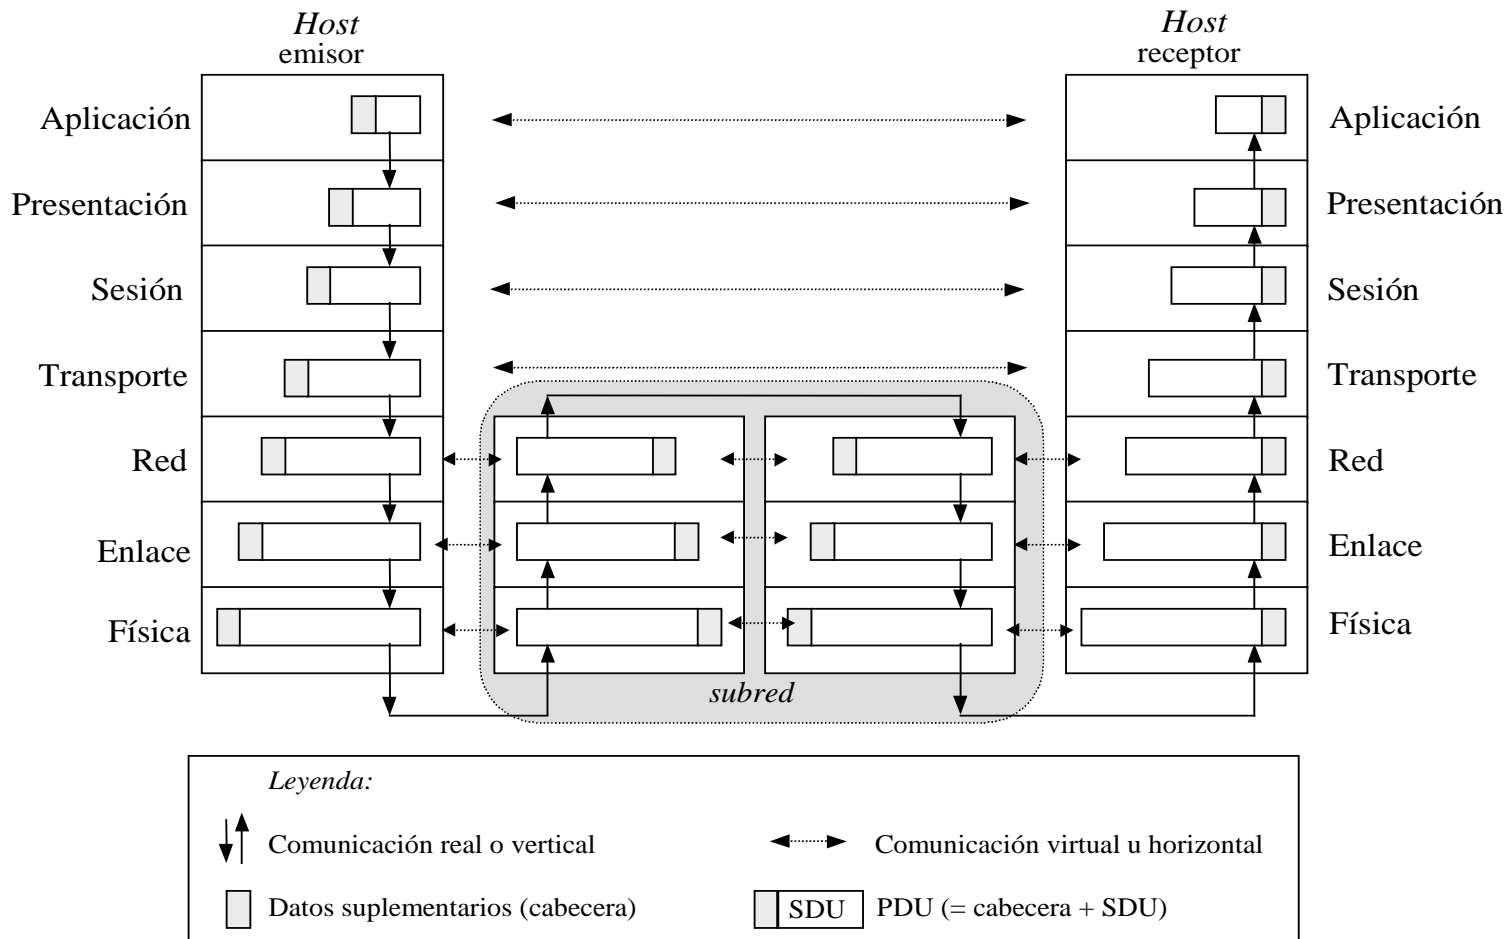 Host
emisor
Host
receptor
Aplicación
Aplicación
Presentación
Presentación
Sesión
Sesión
Transporte
Transporte
Red
Red
Enlace
Enlace
Física
Física
subred
Leyenda:
Comunicación real o vertical
Comunicación virtual u horizontal
Datos suplementarios (cabecera)
SDU
PDU (= cabecera + SDU)